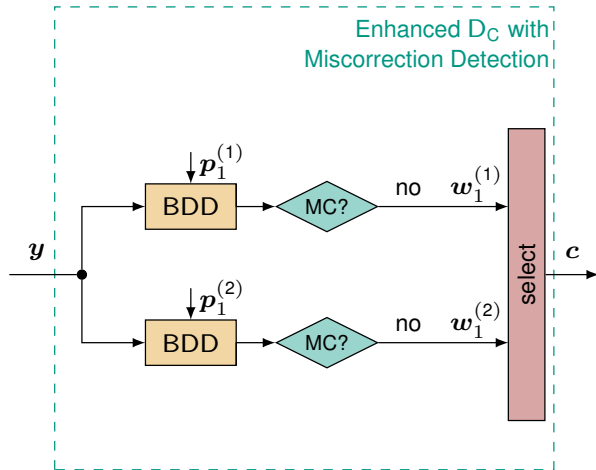 Enhanced D_C with
Miscorrection Detection
p_1^{(1)}
BDD
MC?
no
w_1^{(1)}
y
select
c
p_1^{(2)}
BDD
MC?
no
w_1^{(2)}